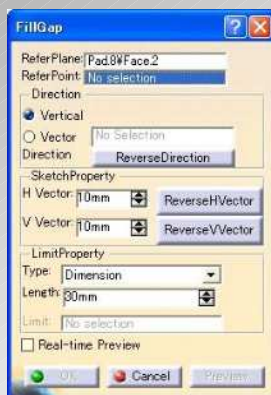 FillGap
ReferPlane: Pad.8¥Face.2
ReferPoint: No selection
Direction
Vertical
Vector No Selection
Direction ReverseDirection
SketchProperty
H Vector: 10mm ReverseHVector
V Vector: 10mm ReverseVVector
LimitProperty
Type: Dimension
Length: 30mm
Limit: No selection
Real-time Preview
OK Cancel Preview